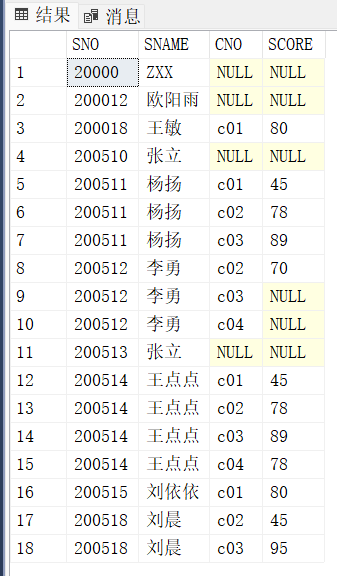 结果 消息
SNO SNAME CNO SCORE
1 20000 ZXX NULL NULL
2 200012 欧阳雨 NULL NULL
3 200018 王敏 c01 80
4 200510 张立 NULL NULL
5 200511 杨扬 c01 45
6 200511 杨扬 c02 78
7 200511 杨扬 c03 89
8 200512 李勇 c02 70
9 200512 李勇 c03 NULL
10 200512 李勇 c04 NULL
11 200513 张立 NULL NULL
12 200514 王点点 c01 45
13 200514 王点点 c02 78
14 200514 王点点 c03 89
15 200514 王点点 c04 78
16 200515 刘依依 c01 80
17 200518 刘晨 c02 45
18 200518 刘晨 c03 95